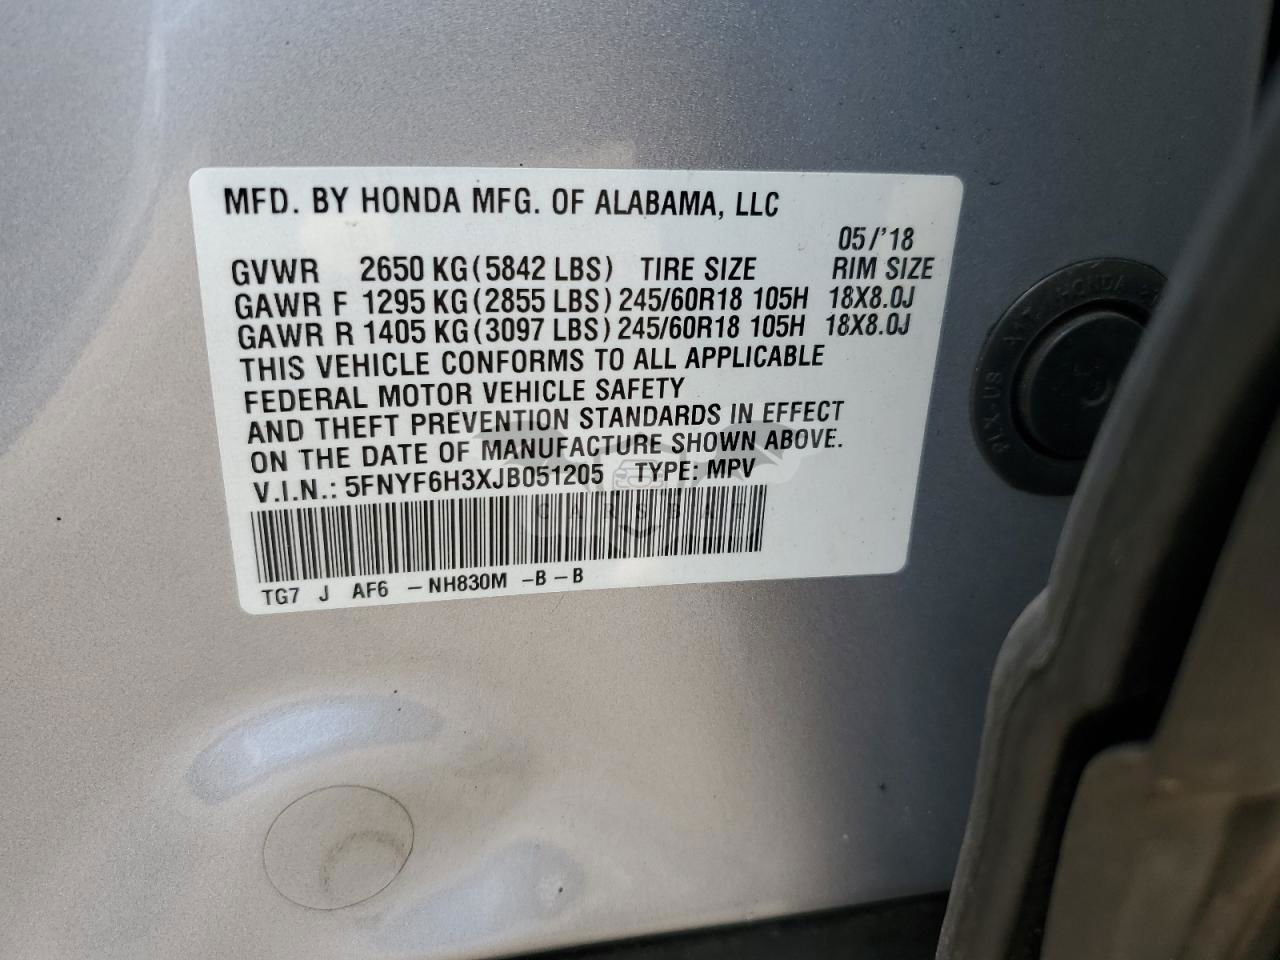 MFD. BY HONDA MFG. OF ALABAMA, LLC
05/'18
GVWR 2650 KG(5842 LBS) TIRE SIZE RIM SIZE
GAWR F 1295 KG(2855 LBS) 245/60R18 105H 18X8.0J
GAWR R 1405 KG(3097 LBS) 245/60R18 105H 18X8.0J
THIS VEHICLE CONFORMS TO ALL APPLICABLE
FEDERAL MOTOR VEHICLE SAFETY
AND THEFT PREVENTION STANDARDS IN EFFECT
ON THE DATE OF MANUFACTURE SHOWN ABOVE.
V.I.N.: 5FNYF6H3XJB051205 TYPE: MPV
CARSBAT
TG7 J AF6 -NH830M -B-B
HONDA